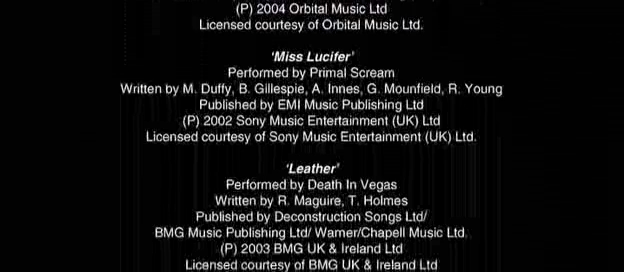 (P) 2004 Orbital Music Ltd
Licensed courtesy of Orbital Music Ltd.
'Miss Lucifer'
Performed by Primal Scream
Written by M. Duffy, B. Gillespie, A. Innes, G. Mounfield, R. Young
Published by EMI Music Publishing Ltd
(P) 2002 Sony Music Entertainment (UK) Ltd
Licensed courtesy of Sony Music Entertainment (UK) Ltd.
'Leather'
Performed by Death In Vegas
Written by R. Maguire, T. Holmes
Published by Deconstruction Songs Ltd/
BMG Music Publishing Ltd/ Warner/Chapell Music Ltd.
(P) 2003 BMG UK & Ireland Ltd
Licensed courtesy of BMG UK & Ireland Ltd